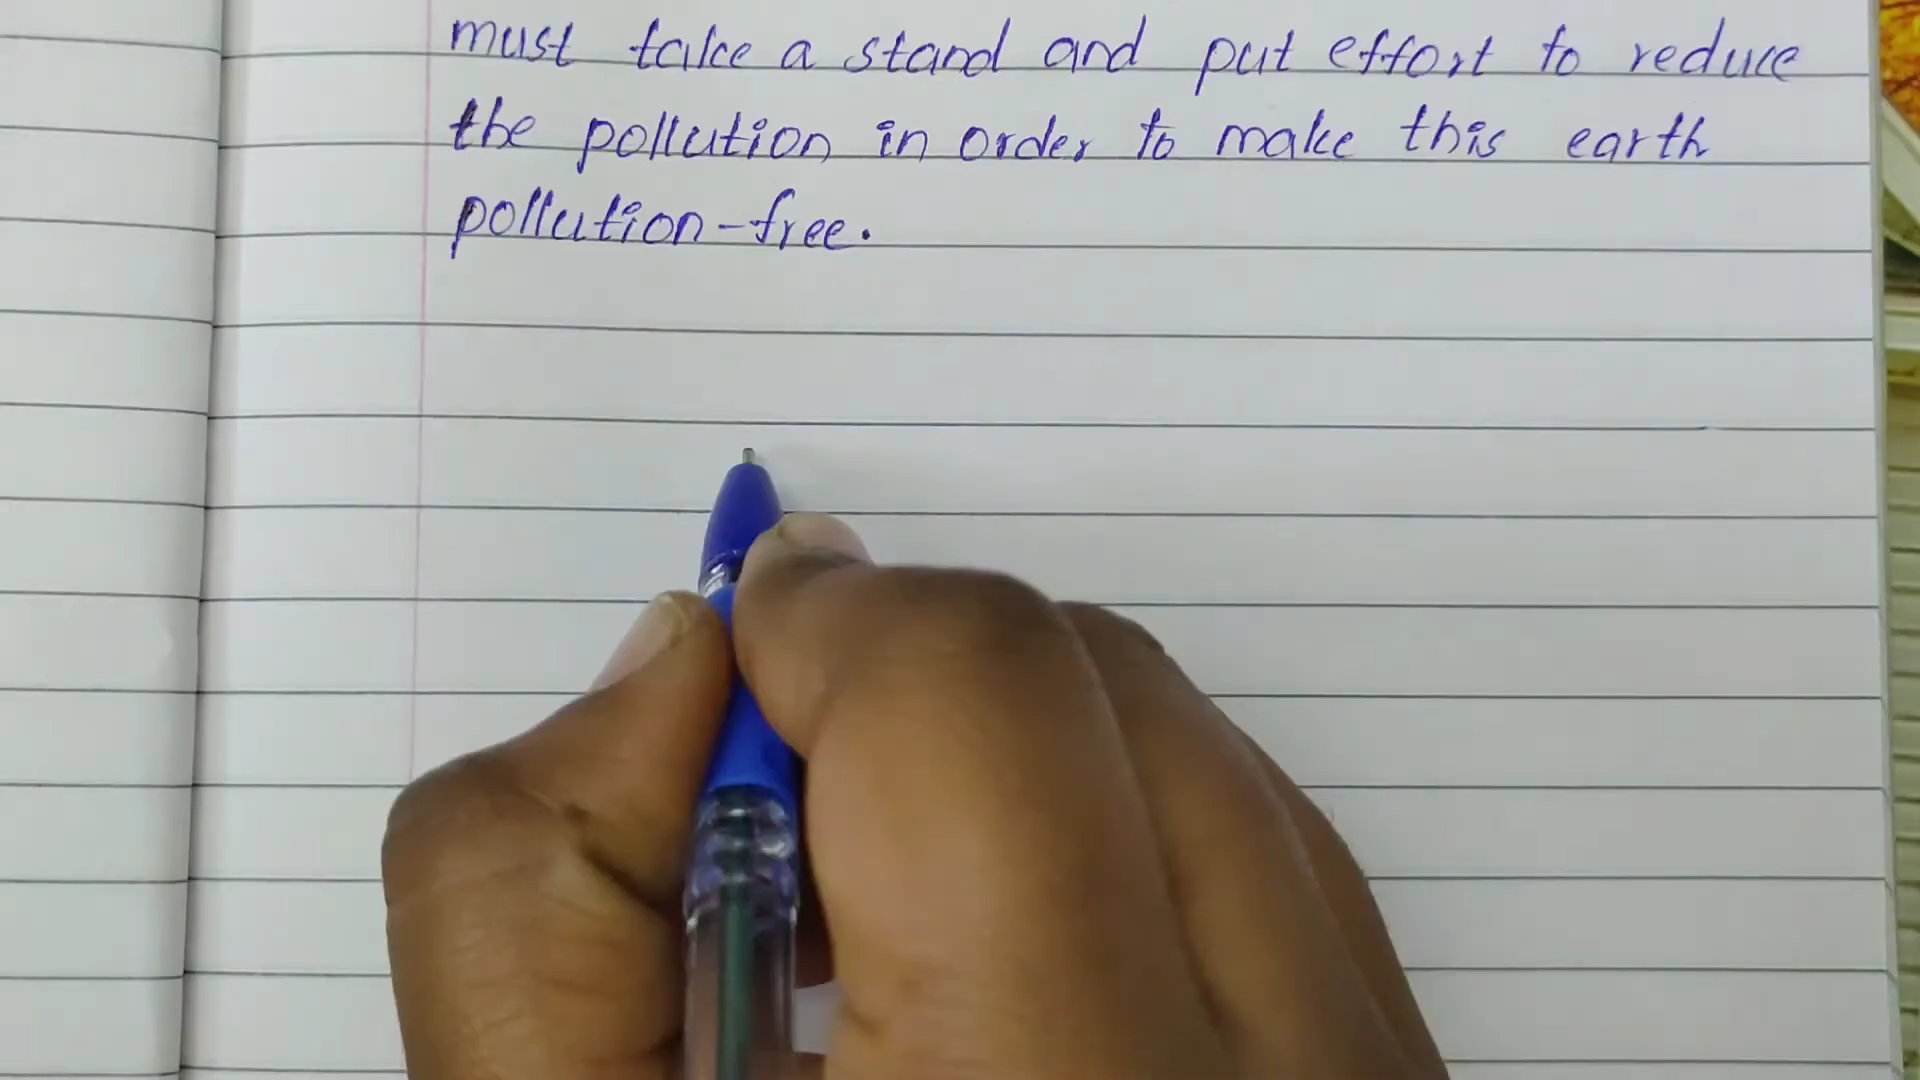 must take a stand and put effort to reduce
the pollution in order to make this earth
pollution-free.